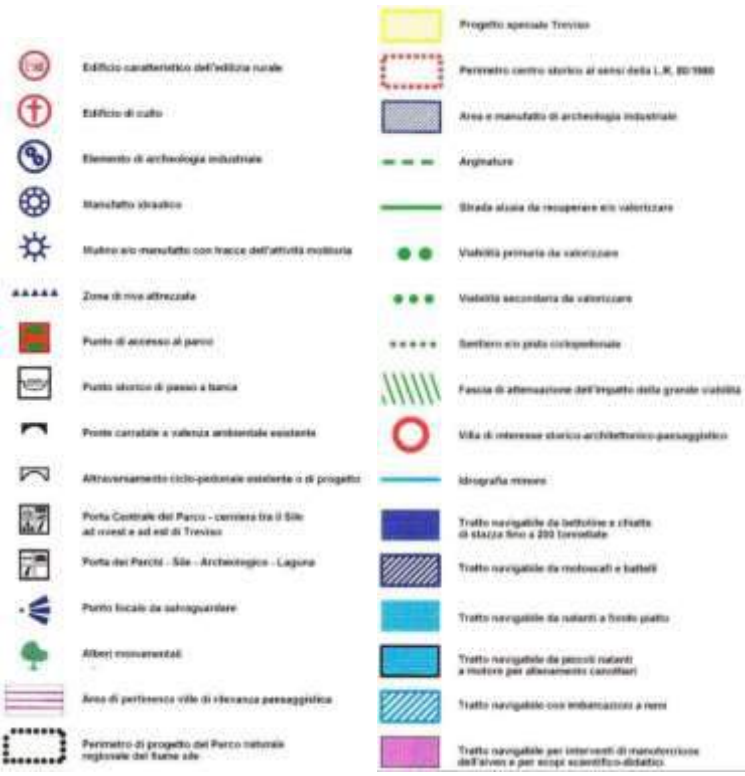 Edificio caratteristico dell'edilizia rurale
Edificio di culto
Elemento di archeologia industriale
Manufatto idraulico
Mulino e/o manufatto con tracce dell'attività molitoria
Zona di riva attrezzata
Punto di accesso al parco
Punto storico di passo a barca
Ponte carrabile a valenza ambientale esistente
Attraversamento ciclo-pedonale esistente o di progetto
Porta Centrale del Parco - cerniera tra il Sile
ad ovest e ad est di Treviso
Porta dei Parchi - Sile - Archeologico - Laguna
Punto focale da salvaguardare
Alberi monumentali
Area di pertinenza ville di rilevanza paesaggistica
Perimetro di progetto del Parco naturale
regionale del fiume sile
Progetto speciale Treviso
Perimetro centro storico ai sensi della L.R. 80/1980
Area e manufatto di archeologia industriale
Arginature
Strada alzaia da recuperare e/o valorizzare
Viabilità primaria da valorizzare
Viabilità secondaria da valorizzare
Sentiero e/o pista ciclopedonale
Fascia di attenuazione dell'impatto della grande viabilità
Villa di interesse storico-architettonico-paesaggistico
Idrografia minore
Tratto navigabile da bettoline e chiatte
di stazza fino a 200 tonnellate
Tratto navigabile da motoscafi e battelli
Tratto navigabile da natanti a fondo piatto
Tratto navigabile da piccoli natanti
a motore per allenamento canottieri
Tratto navigabile con imbarcazioni a remi
Tratto navigabile per interventi di manutenzione
dell'alveo e per scopi scientifico-didattici